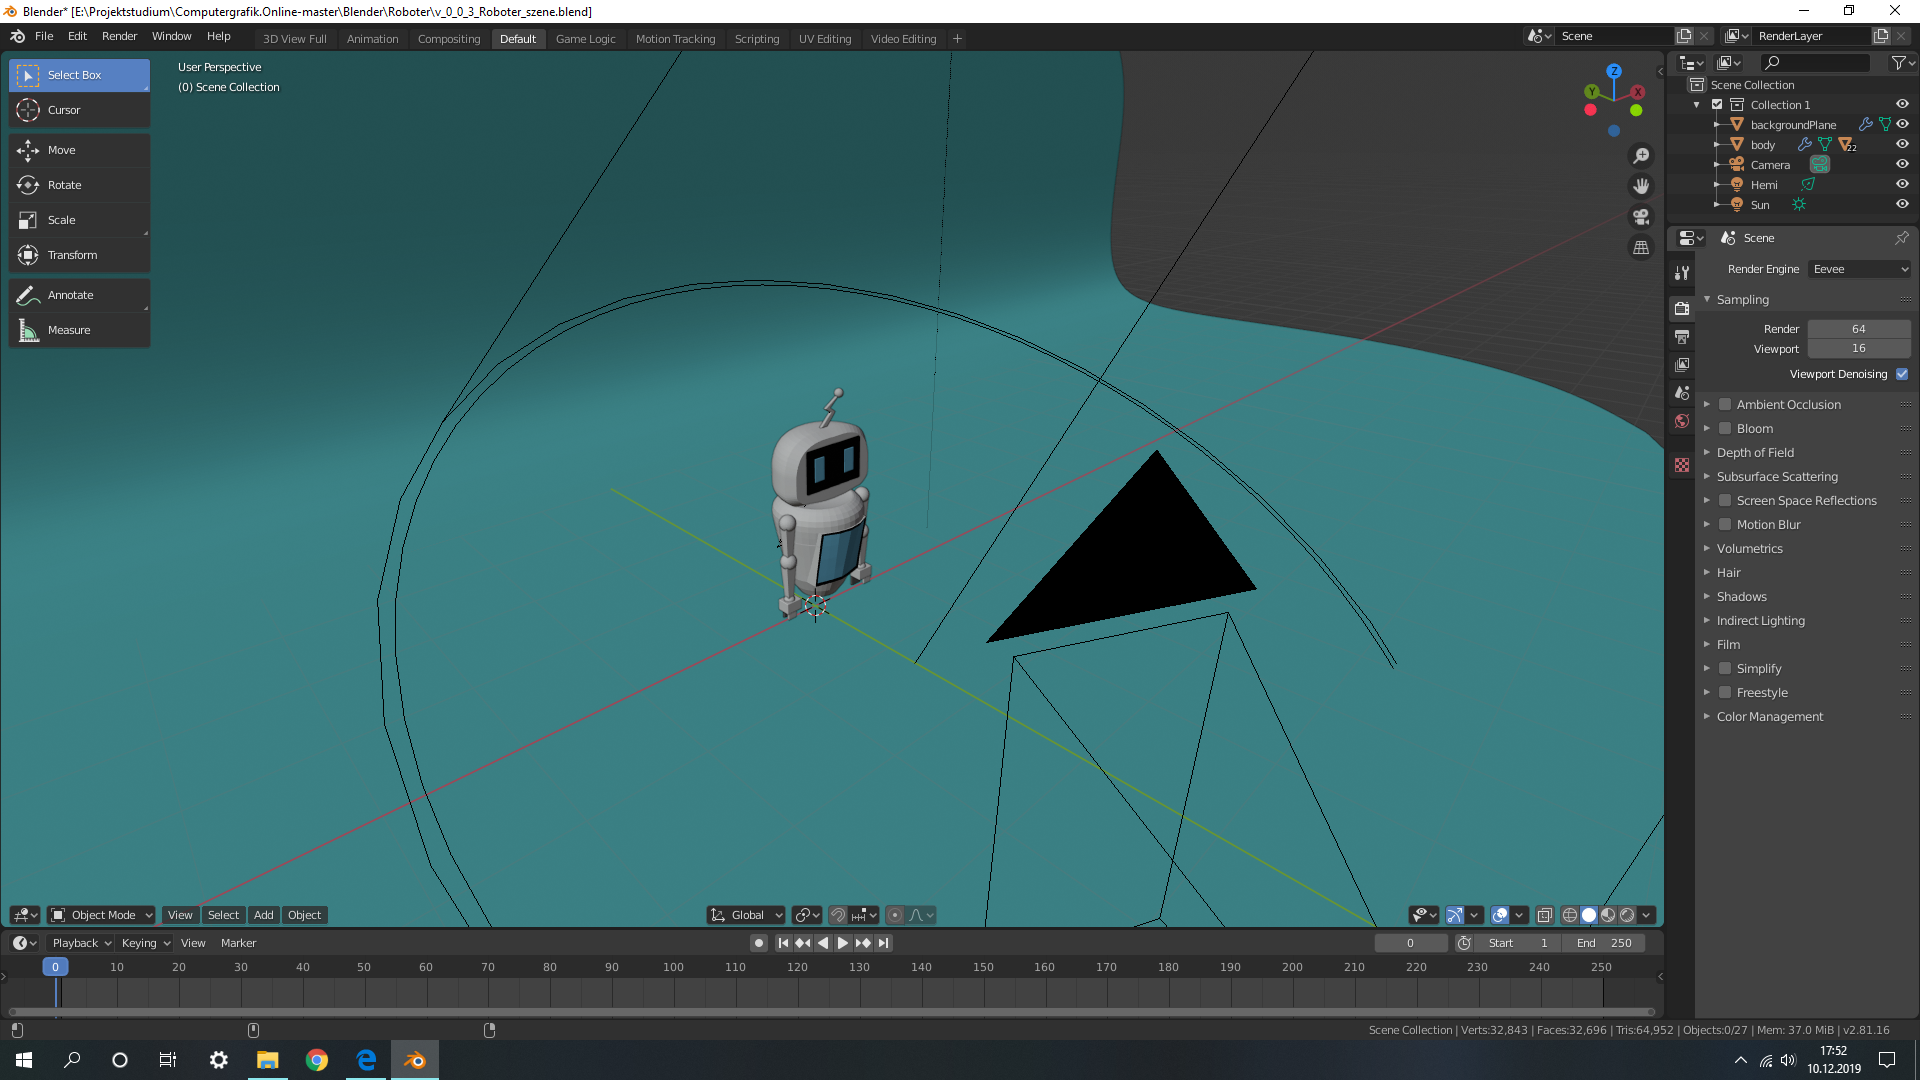 Blender* [E:\Projektstudium\Computergrafik.Online-master\Blender\Roboter\v_0_0_3_Roboter_szene.blend]
File Edit Render Window Help 3D View Full Animation Compositing Default Game Logic Motion Tracking Scripting UV Editing Video Editing + Scene RenderLayer
Select Box
Cursor
Move
Rotate
Scale
Transform
Annotate
Measure
User Perspective
(0) Scene Collection
Z
Y
X
Scene Collection
Collection 1
backgroundPlane
body 22
Camera
Hemi
Sun
Scene
Render Engine Eevee
Sampling
Render 64
Viewport 16
Viewport Denoising
Ambient Occlusion
Bloom
Depth of Field
Subsurface Scattering
Screen Space Reflections
Motion Blur
Volumetrics
Hair
Shadows
Indirect Lighting
Film
Simplify
Freestyle
Color Management
Object Mode View Select Add Object Global
Playback Keying View Marker 0 Start 1 End 250
0 10 20 30 40 50 60 70 80 90 100 110 120 130 140 150 160 170 180 190 200 210 220 230 240 250
Scene Collection | Verts:32,843 | Faces:32,696 | Tris:64,952 | Objects:0/27 | Mem: 37.0 MiB | v2.81.16
17:52
10.12.2019